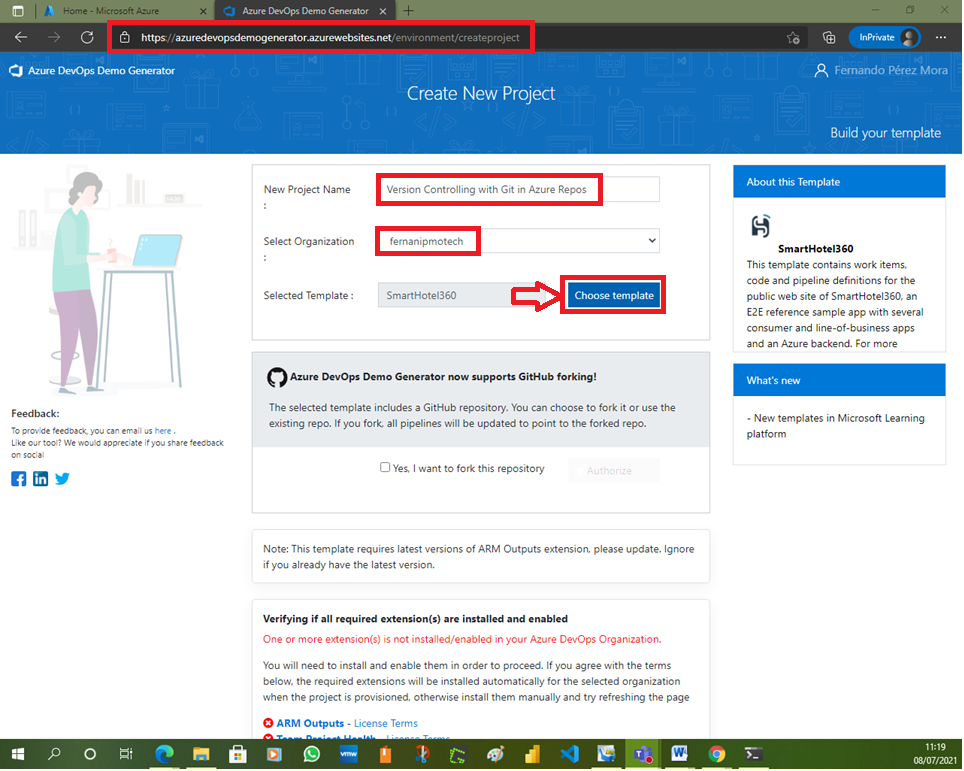 Home - Microsoft Azure
Azure DevOps Demo Generator
https://azuredevopsdemogenerator.azurewebsites.net/environment/createproject
InPrivate
Azure DevOps Demo Generator
Fernando Pérez Mora
Create New Project
Build your template
New Project Name
:
Version Controlling with Git in Azure Repos
Select Organization
:
fernanipmotech
Selected Template :
SmartHotel360
Choose template
About this Template
SmartHotel360
This template contains work items,
code and pipeline definitions for the
public web site of SmartHotel360, an
E2E reference sample app with several
consumer and line-of-business apps
and an Azure backend. For more
What's new
- New templates in Microsoft Learning
platform
Feedback:
To provide feedback, you can email us here .
Like our tool? We would appreciate if you share feedback
on social
Azure DevOps Demo Generator now supports GitHub forking!
The selected template includes a GitHub repository. You can choose to fork it or use the
existing repo. If you fork, all pipelines will be updated to point to the forked repo.
Yes, I want to fork this repository
Authorize
Note: This template requires latest versions of ARM Outputs extension, please update. Ignore
if you already have the latest version.
Verifying if all required extension(s) are installed and enabled
One or more extension(s) is not installed/enabled in your Azure DevOps Organization.
You will need to install and enable them in order to proceed. If you agree with the terms
below, the required extensions will be installed automatically for the selected organization
when the project is provisioned, otherwise install them manually and try refreshing the page
ARM Outputs - License Terms
Team Project Health - License Terms
vmw
11:19
08/07/2021